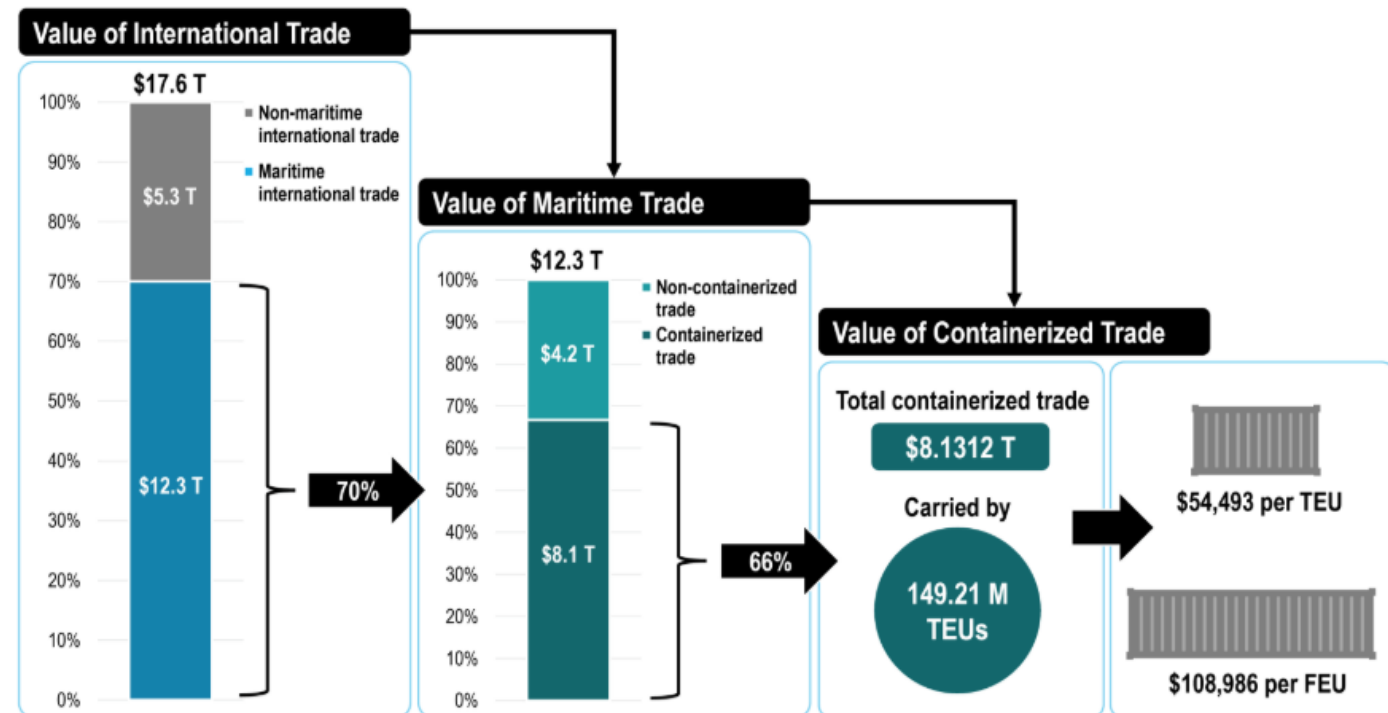 Value of International Trade
$17.6 T
100%
90%
80%
70%
60%
50%
40%
30%
20%
10%
0%
$5.3 T
$12.3 T
Non-maritime
international trade
Maritime
international trade
70%
Value of Maritime Trade
$12.3 T
100%
90%
80%
70%
60%
50%
40%
30%
20%
10%
0%
$4.2 T
$8.1 T
Non-containerized
trade
Containerized
trade
66%
Value of Containerized Trade
Total containerized trade
$8.1312 T
Carried by
149.21 M
TEUs
$54,493 per TEU
$108,986 per FEU